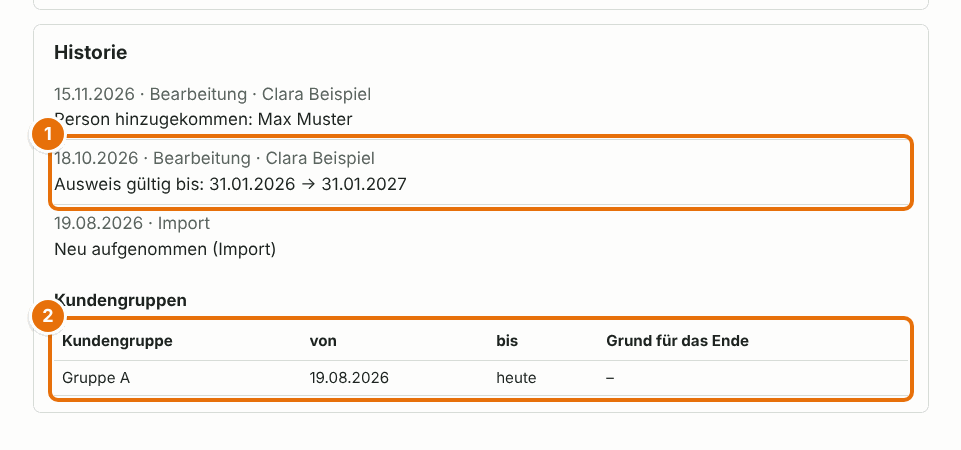 Historie
15.11.2026 · Bearbeitung · Clara Beispiel
Person hinzugekommen: Max Muster
1
18.10.2026 · Bearbeitung · Clara Beispiel
Ausweis gültig bis: 31.01.2026 → 31.01.2027
19.08.2026 · Import
Neu aufgenommen (Import)
Kundengruppen
2
Kundengruppe von bis Grund für das Ende
Gruppe A 19.08.2026 heute –